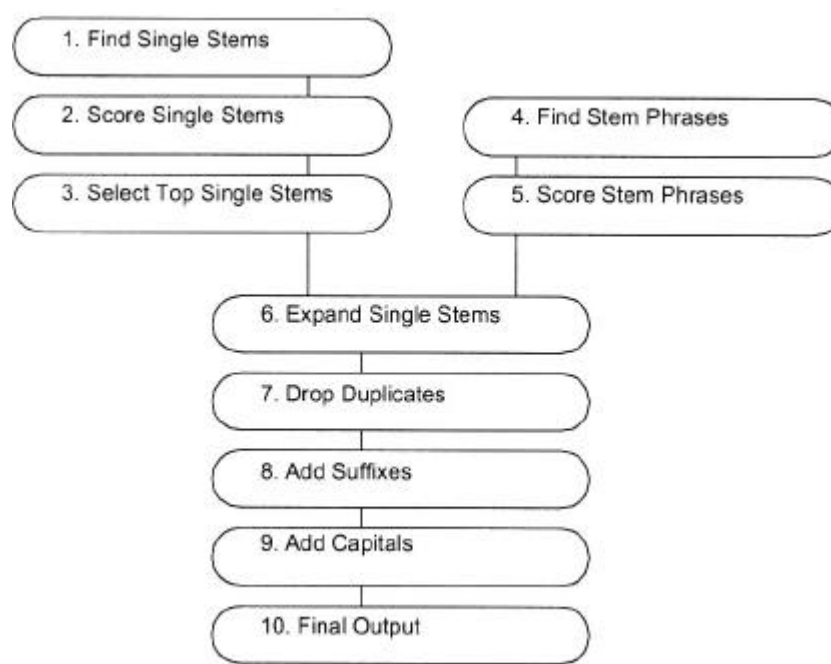 1. Find Single Stems
2. Score Single Stems
3. Select Top Single Stems
4. Find Stem Phrases
5. Score Stem Phrases
6. Expand Single Stems
7. Drop Duplicates
8. Add Suffixes
9. Add Capitals
10. Final Output